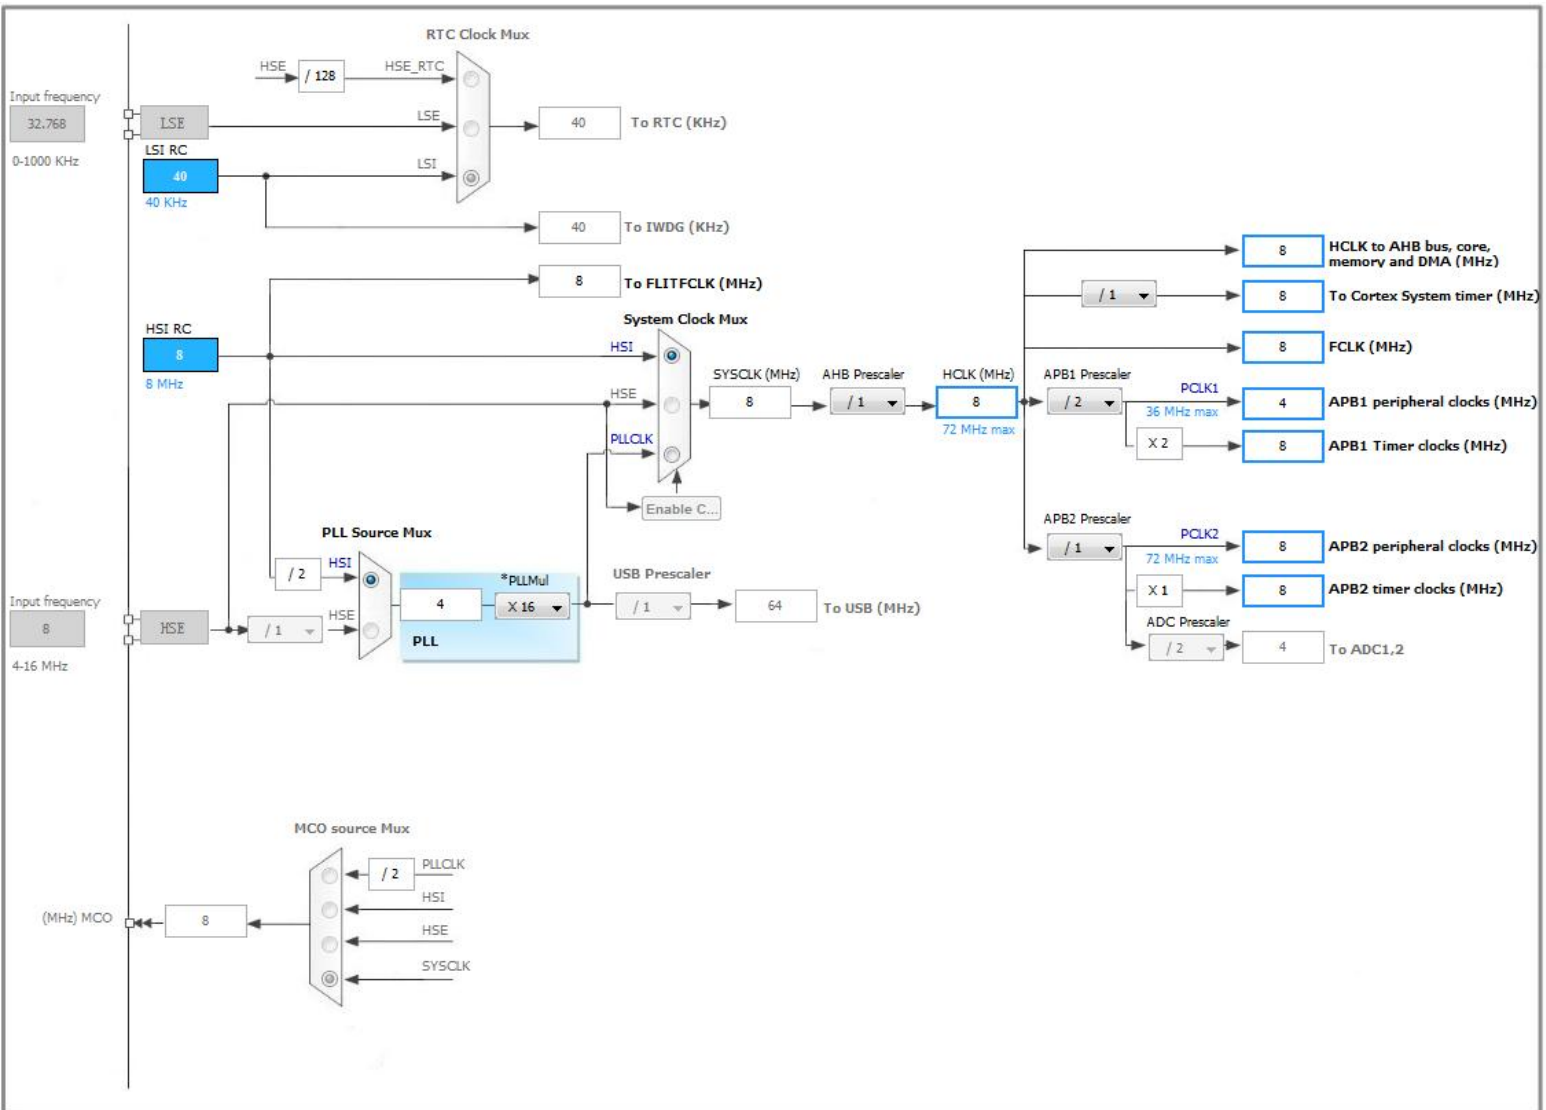 RTC Clock Mux
HSE
/ 128
HSE_RTC
Input frequency
32.768
0-1000 KHz
LSE
LSE
40
To RTC (KHz)
LSI RC
40
40 KHz
LSI
40
To IWDG (KHz)
8
To FLITFCLK (MHz)
HSI RC
8
8 MHz
System Clock Mux
HSI
HSE
PLLCLK
Enable C...
SYSCLK (MHz)
8
AHB Prescaler
/ 1
HCLK (MHz)
8
72 MHz max
8
HCLK to AHB bus, core,
memory and DMA (MHz)
/ 1
8
To Cortex System timer (MHz)
8
FCLK (MHz)
APB1 Prescaler
/ 2
PCLK1
36 MHz max
4
APB1 peripheral clocks (MHz)
X 2
8
APB1 Timer clocks (MHz)
APB2 Prescaler
/ 1
PCLK2
72 MHz max
8
APB2 peripheral clocks (MHz)
X 1
8
APB2 timer clocks (MHz)
ADC Prescaler
/ 2
4
To ADC1,2
PLL Source Mux
/ 2
HSI
Input frequency
8
4-16 MHz
HSE
/ 1
HSE
4
*PLLMul
X 16
PLL
USB Prescaler
/ 1
64
To USB (MHz)
MCO source Mux
/ 2
PLLCLK
HSI
HSE
SYSCLK
(MHz) MCO
8